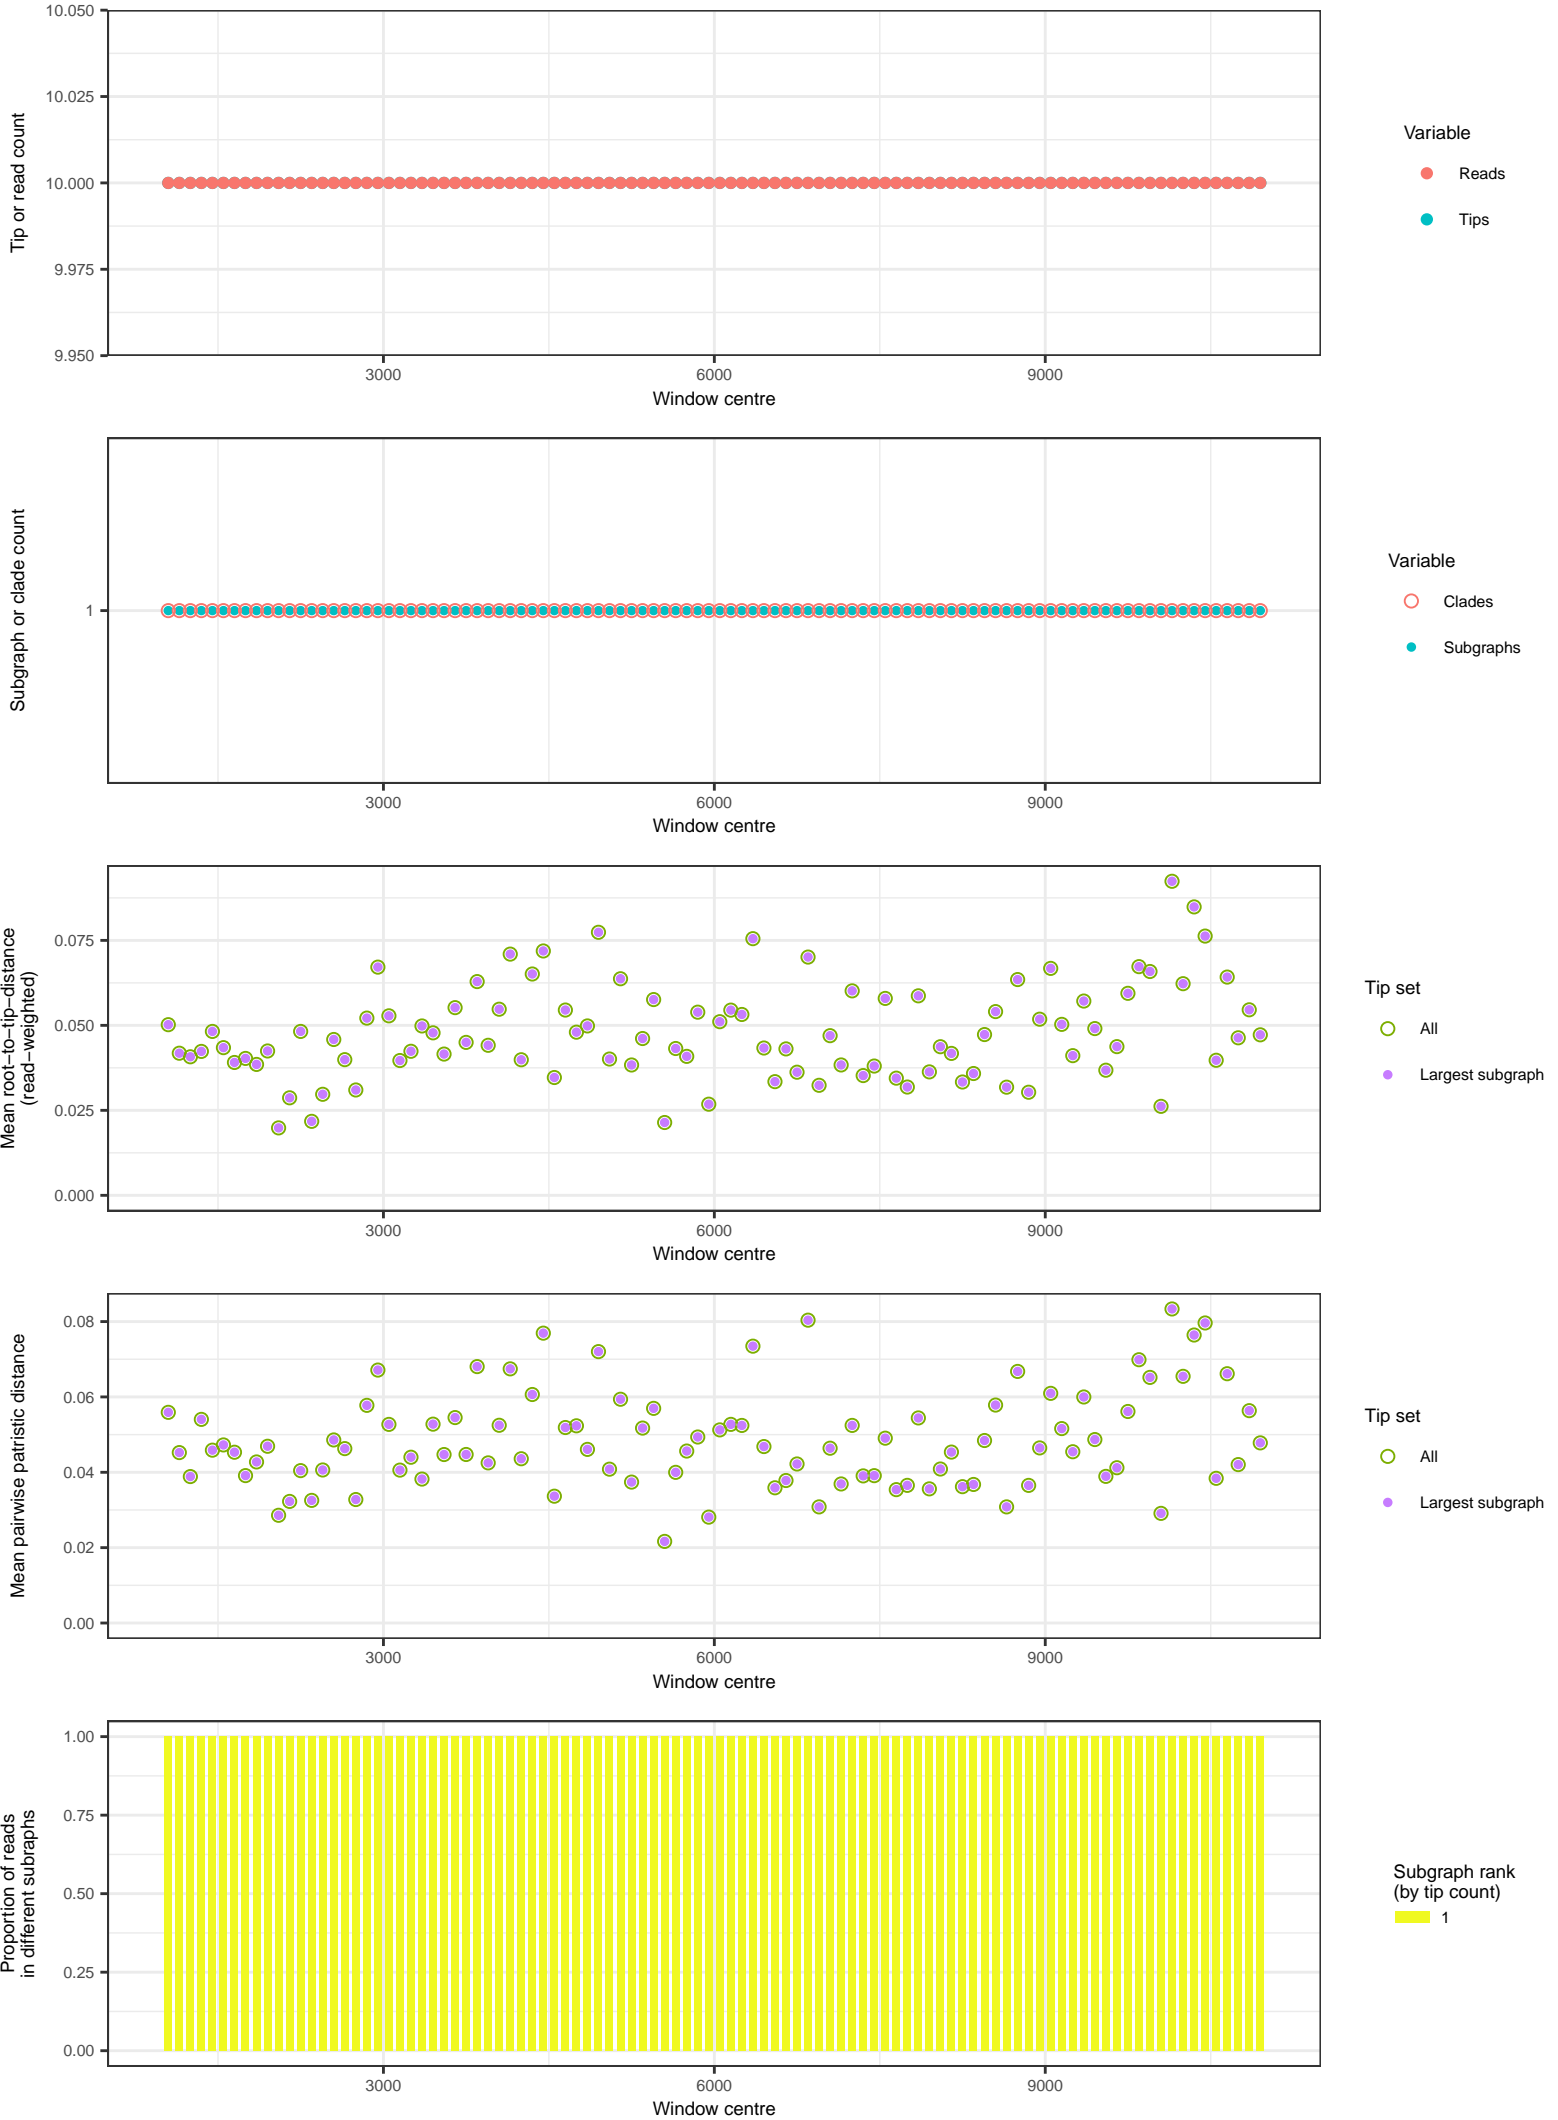 10.050
10.025
10.000
9.975
9.950
Tip or read count
3000
6000
9000
Window centre
Variable
Reads
Tips
1
Subgraph or clade count
3000
6000
9000
Window centre
Variable
Clades
Subgraphs
0.075
0.050
0.025
0.000
Mean root−to−tip−distance
(read−weighted)
3000
6000
9000
Window centre
Tip set
All
Largest subgraph
0.08
0.06
0.04
0.02
0.00
Mean pairwise patristic distance
3000
6000
9000
Window centre
Tip set
All
Largest subgraph
1.00
0.75
0.50
0.25
0.00
Proportion of reads
in different subraphs
3000
6000
9000
Window centre
Subgraph rank
(by tip count)
1